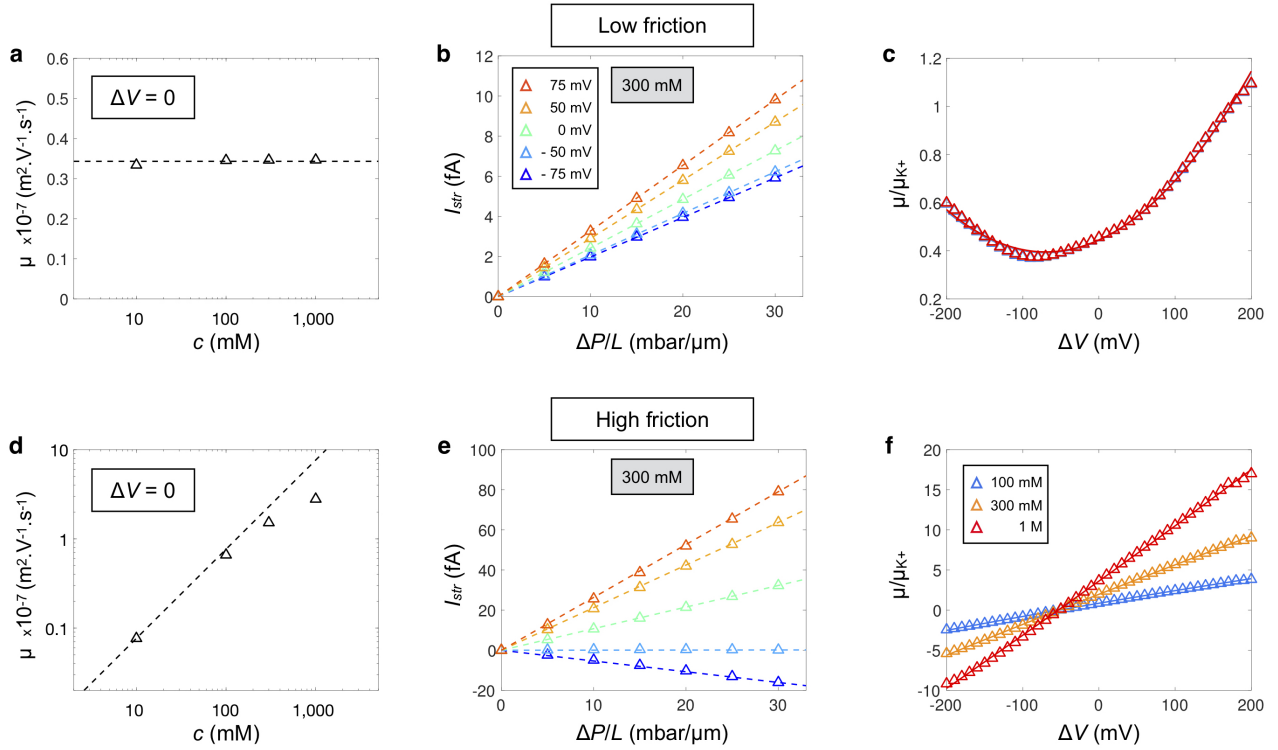 Low friction
a
ΔV = 0
μ x10⁻⁷ (m².V⁻¹.s⁻¹)
0.6
0.5
0.4
0.3
0.2
0.1
0
10
100
1,000
c (mM)
b
75 mV
50 mV
0 mV
- 50 mV
- 75 mV
300 mM
I_str (fA)
12
10
8
6
4
2
0
0
10
20
30
ΔP/L (mbar/μm)
c
μ/μK+
1.2
1
0.8
0.6
0.4
0.2
-200
-100
0
100
200
ΔV (mV)
High friction
d
ΔV = 0
μ x10⁻⁷ (m².V⁻¹.s⁻¹)
10
1
0.1
10
100
1,000
c (mM)
e
300 mM
I_str (fA)
100
80
60
40
20
0
-20
0
10
20
30
ΔP/L (mbar/μm)
f
100 mM
300 mM
1 M
μ/μK+
20
15
10
5
0
-5
-10
-200
-100
0
100
200
ΔV (mV)